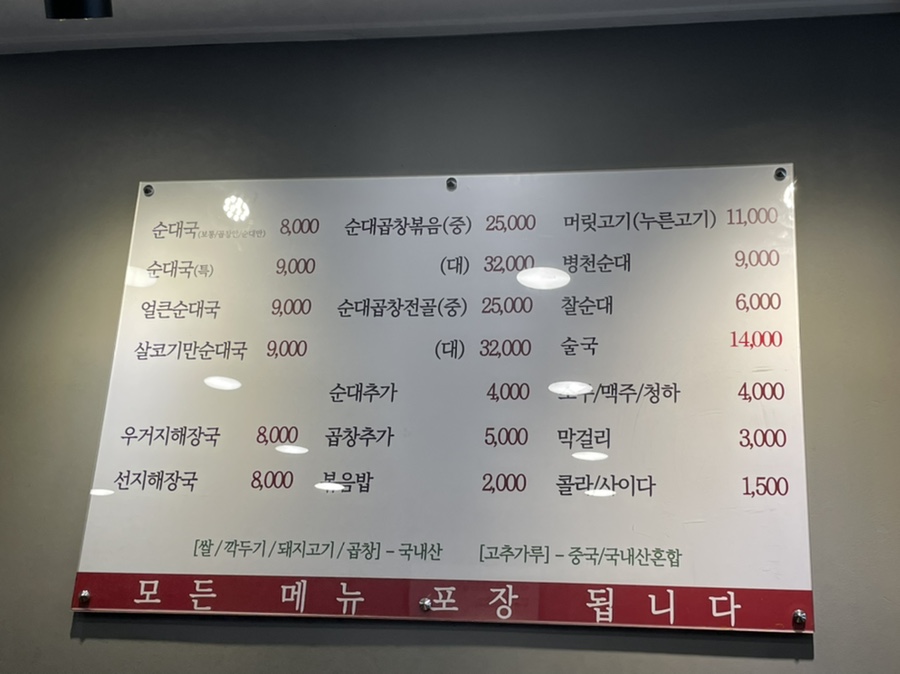 순대국(보통/곱창만/순대만) 8,000
순대국(특) 9,000
얼큰순대국 9,000
살코기만순대국 9,000
우거지해장국 8,000
선지해장국 8,000
순대곱창볶음(중) 25,000
(대) 32,000
순대곱창전골(중) 25,000
(대) 32,000
순대추가 4,000
곱창추가 5,000
볶음밥 2,000
머릿고기(누른고기) 11,000
병천순대 9,000
찰순대 6,000
술국 14,000
/맥주/청하 4,000
막걸리 3,000
콜라/사이다 1,500
[쌀/깍두기/돼지고기/곱창] - 국내산 [고추가루] - 중국/국내산혼합
모든 메뉴 포장 됩니다